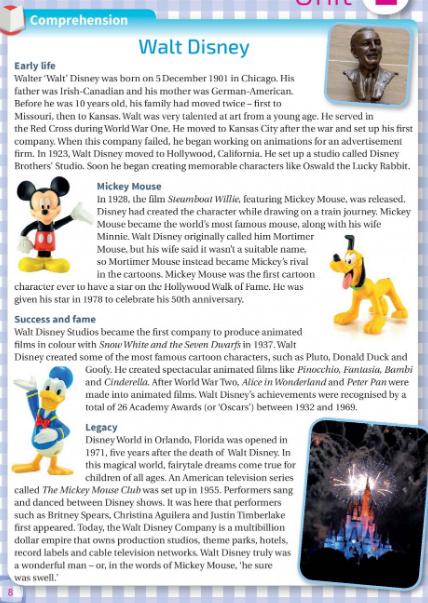 Unit
Comprehension
Walt Disney
Early life
Walter ‘Walt’ Disney was born on 5 December 1901 in Chicago. His
father was Irish-Canadian and his mother was German-American.
Before he was 10 years old, his family had moved twice – first to
Missouri, then to Kansas. Walt was very talented at art from a young age. He served in
the Red Cross during World War One. He moved to Kansas City after the war and set up his first
company. When this company failed, he began working on animations for an advertisement
firm. In 1923, Walt Disney moved to Hollywood, California. He set up a studio called Disney
Brothers’ Studio. Soon he began creating memorable characters like Oswald the Lucky Rabbit.
Mickey Mouse
In 1928, the film Steamboat Willie, featuring Mickey Mouse, was released.
Disney had created the character while drawing on a train journey. Mickey
Mouse became the world’s most famous mouse, along with his wife
Minnie. Walt Disney originally called him Mortimer
Mouse, but his wife said it wasn’t a suitable name,
so Mortimer Mouse instead became Mickey’s rival
in the cartoons. Mickey Mouse was the first cartoon
character ever to have a star on the Hollywood Walk of Fame. He was
given his star in 1978 to celebrate his 50th anniversary.
Success and fame
Walt Disney Studios became the first company to produce animated
films in colour with Snow White and the Seven Dwarfs in 1937. Walt
Disney created some of the most famous cartoon characters, such as Pluto, Donald Duck and
Goofy. He created spectacular animated films like Pinocchio, Fantasia, Bambi
and Cinderella. After World War Two, Alice in Wonderland and Peter Pan were
made into animated films. Walt Disney’s achievements were recognised by a
total of 26 Academy Awards (or ‘Oscars’) between 1932 and 1969.
Legacy
Disney World in Orlando, Florida was opened in
1971, five years after the death of Walt Disney. In
this magical world, fairytale dreams come true for
children of all ages. An American television series
called The Mickey Mouse Club was set up in 1955. Performers sang
and danced between Disney shows. It was here that performers
such as Britney Spears, Christina Aguilera and Justin Timberlake
first appeared. Today, the Walt Disney Company is a multibillion
dollar empire that owns production studios, theme parks, hotels,
record labels and cable television networks. Walt Disney truly was
a wonderful man – or, in the words of Mickey Mouse, ‘he sure
was swell.’
8